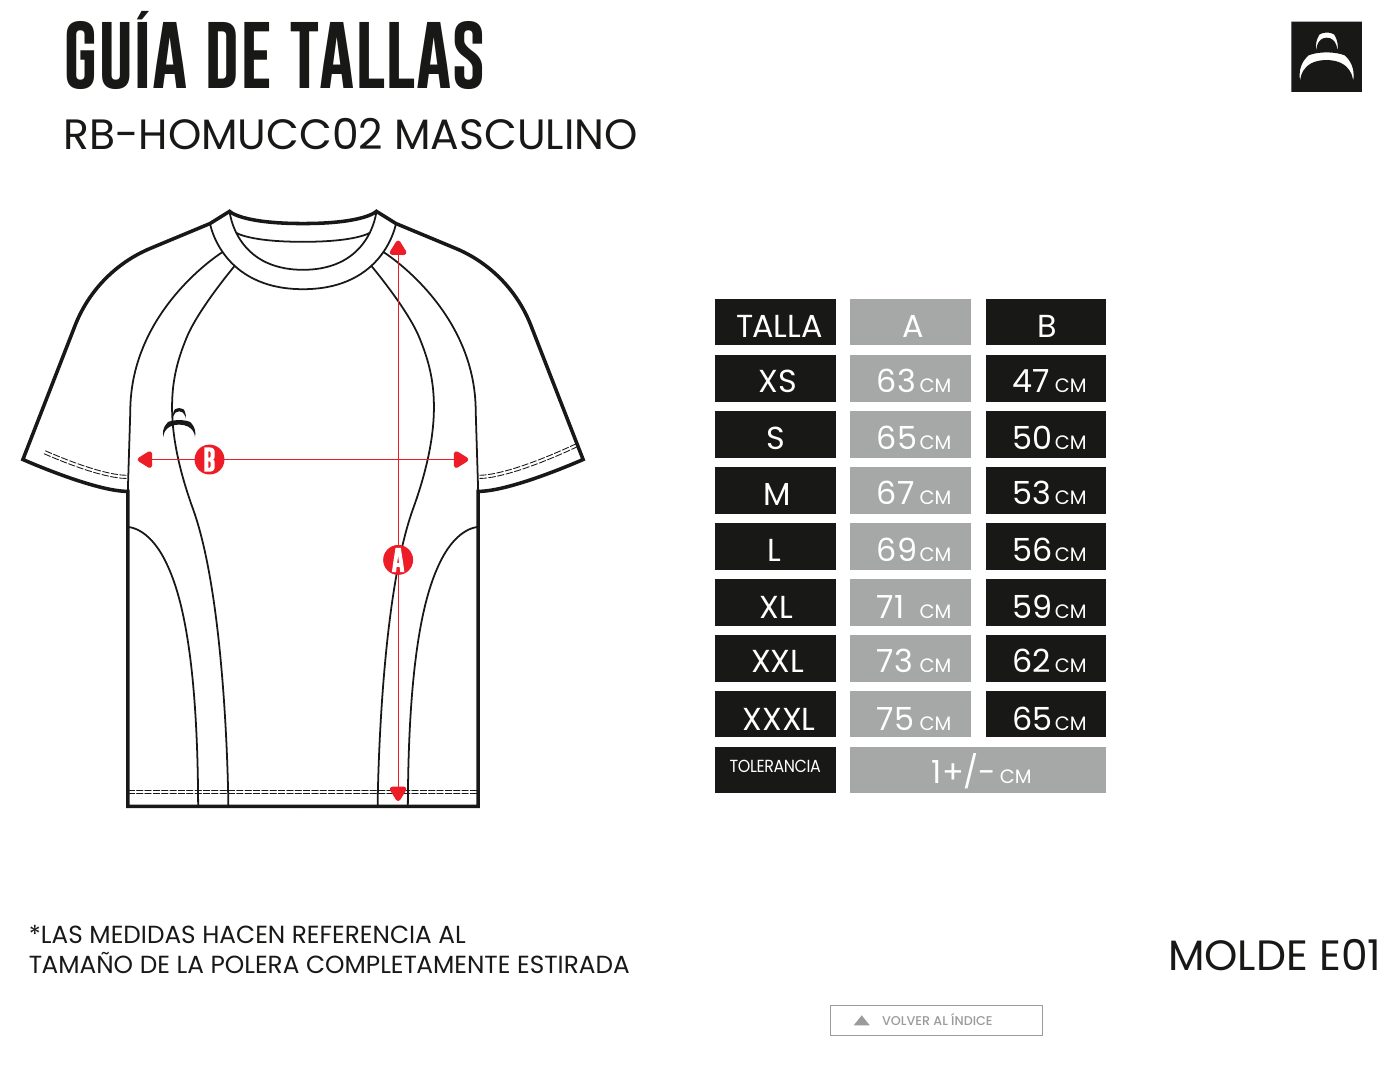 GUÍA DE TALLAS
RB-HOMUCC02 MASCULINO
B
A
TALLA A B
XS 63 CM 47 CM
S 65 CM 50 CM
M 67 CM 53 CM
L 69 CM 56 CM
XL 71 CM 59 CM
XXL 73 CM 62 CM
XXXL 75 CM 65 CM
TOLERANCIA 1+/- CM
*LAS MEDIDAS HACEN REFERENCIA AL
TAMAÑO DE LA POLERA COMPLETAMENTE ESTIRADA
MOLDE E01
VOLVER AL ÍNDICE